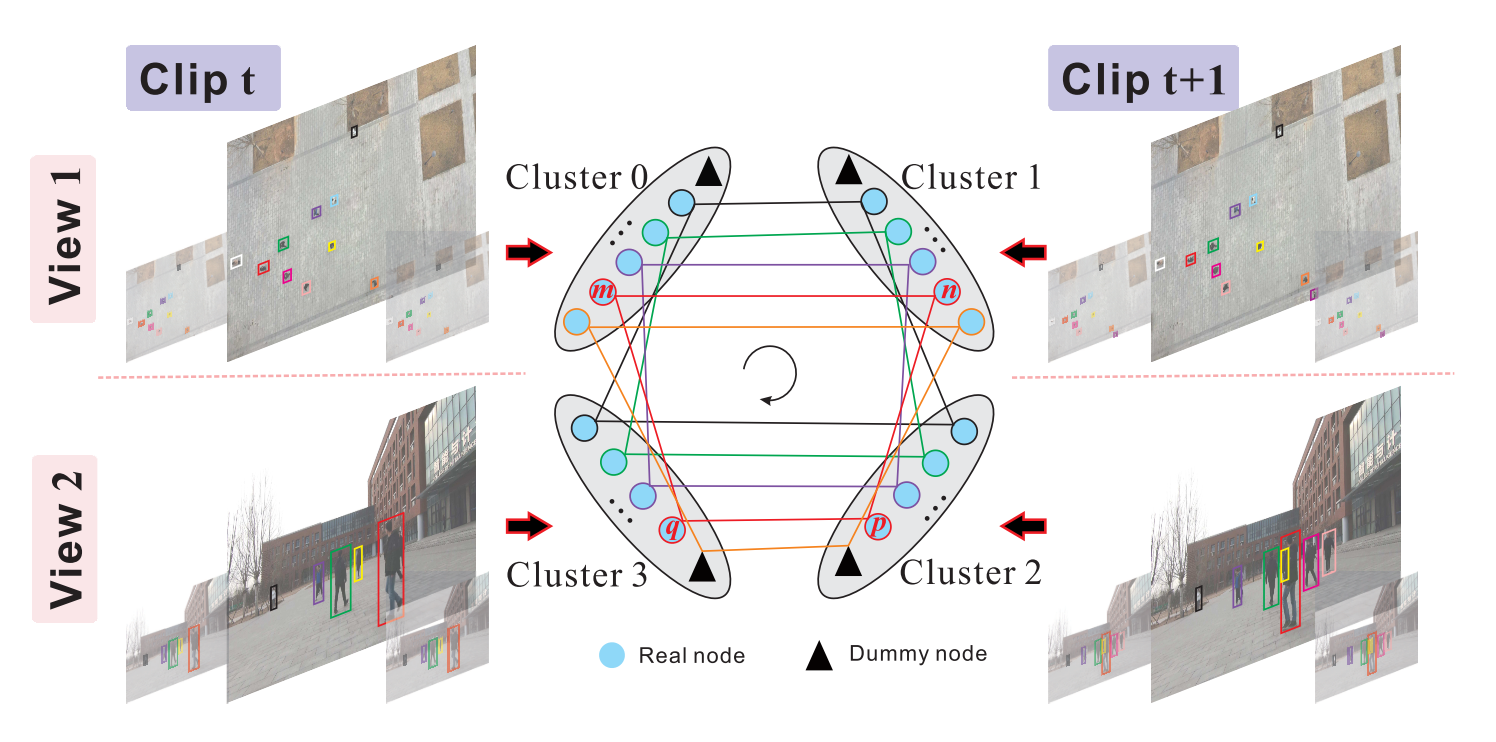 Clip t
Clip t+1
View 1
Cluster 0
Cluster 1
m
n
View 2
q
p
Cluster 3
Cluster 2
Real node
Dummy node